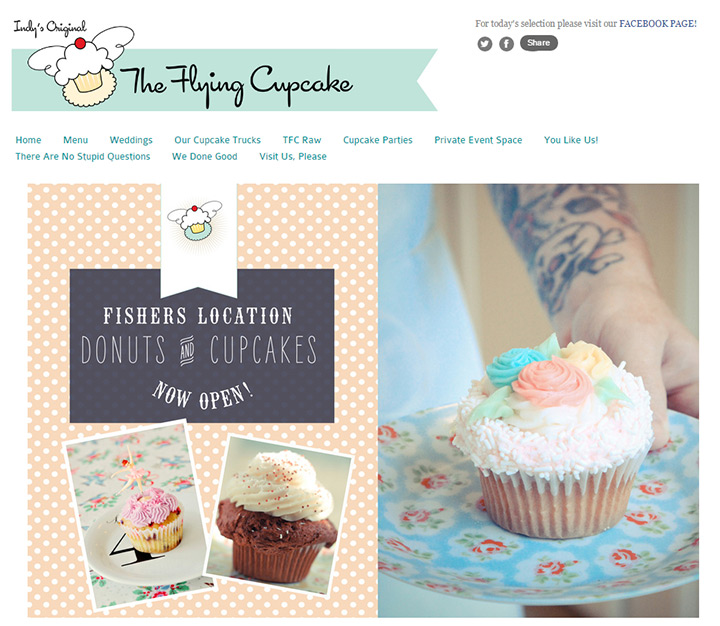 Indy's Original
The Flying Cupcake
For today's selection please visit our FACEBOOK PAGE!
Share
Home Menu Weddings Our Cupcake Trucks TFC Raw Cupcake Parties Private Event Space You Like Us!
There Are No Stupid Questions We Done Good Visit Us, Please
FISHERS LOCATION
DONUTS AND CUPCAKES
NOW OPEN!